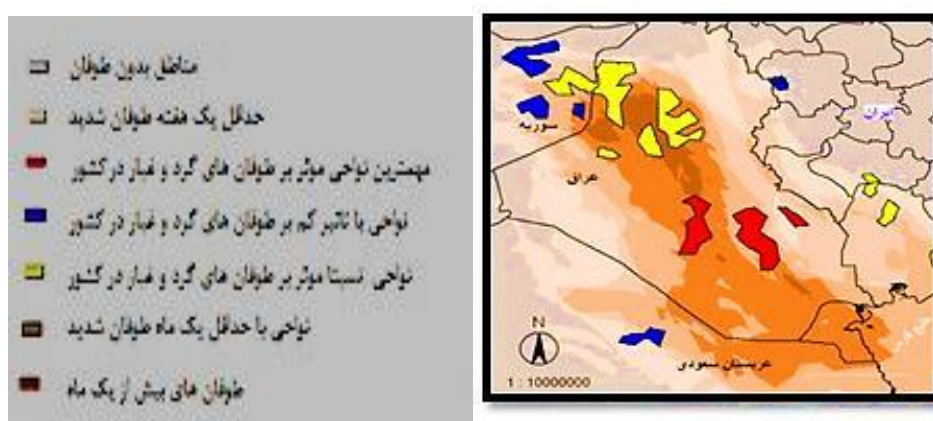 مناطق بدون طوفان
حداقل یک هفته طوفان شدید
مهمترین نواحی موثر بر طوفان های گرد و غبار در کشور
نواحی با تاثیر کم بر طوفان های گرد و غبار در کشور
نواحی نسبتا موثر بر طوفان های گرد و غبار در کشور
نواحی با حداقل یک ماه طوفان شدید
طوفان های بیش از یک ماه
ایران
سوریه
عراق
N
عربستان سعودی
1 : 10000000